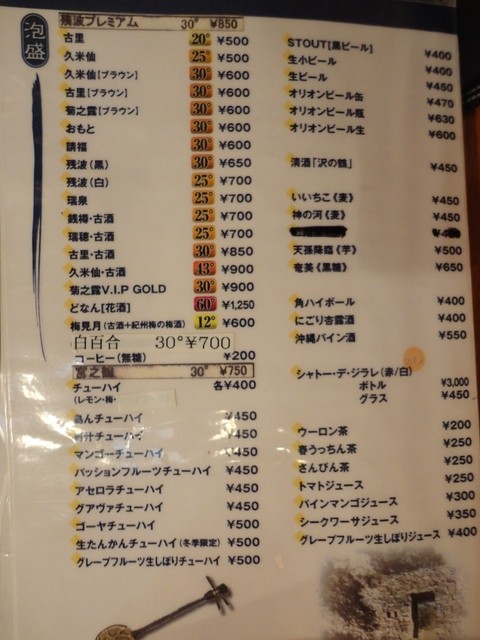 泡盛
残波プレミアム 30° ¥850
古里 20° ¥500
久米仙 25° ¥500
久米仙[ブラウン] 30° ¥600
古里[ブラウン] 30° ¥600
菊之露[ブラウン] 30° ¥600
おもと 30° ¥600
請福 30° ¥600
残波(黒) 30° ¥650
残波(白) 25° ¥700
瑞泉 25° ¥700
銭樽・古酒 25° ¥700
瑞穂・古酒 25° ¥700
古里・古酒 30° ¥850
久米仙・古酒 43° ¥900
菊之露V.I.P GOLD 30° ¥900
どなん[花酒] 60° ¥1,250
梅見月(古酒+紀州梅の梅酒) 12° ¥600
白百合 30°¥700
コーヒー(無糖) ¥200
宮之鶴 30° ¥750
チューハイ 各¥400
(レモン・梅・
チューハイ ¥450
チューハイ ¥450
マンゴーチューハイ ¥450
パッションフルーツチューハイ ¥450
アセロラチューハイ ¥450
グアヴァチューハイ ¥450
ゴーヤチューハイ ¥500
生たんかんチューハイ(冬季限定) ¥500
グレープフルーツ生しぼりチューハイ ¥500
STOUT[黒ビール] ¥400
生小ビール ¥400
生ビール ¥450
オリオンビール缶 ¥470
オリオンビール瓶 ¥630
オリオンビール生 ¥600
清酒「沢の鶴」 ¥450
いいちこ《麦》 ¥450
神の河《麦》 ¥450
天孫降臨《芋》 ¥500
奄美《黒糖》 ¥650
角ハイボール ¥400
にごり杏露酒 ¥400
沖縄パイン酒 ¥550
シャトー・デ・ジラレ(赤/白)
ボトル ¥3,000
グラス ¥450
ウーロン茶 ¥200
春うっちん茶 ¥250
さんぴん茶 ¥250
トマトジュース ¥250
パインマンゴジュース ¥300
シークワーサジュース ¥350
グレープフルーツ生しぼりジュース ¥400